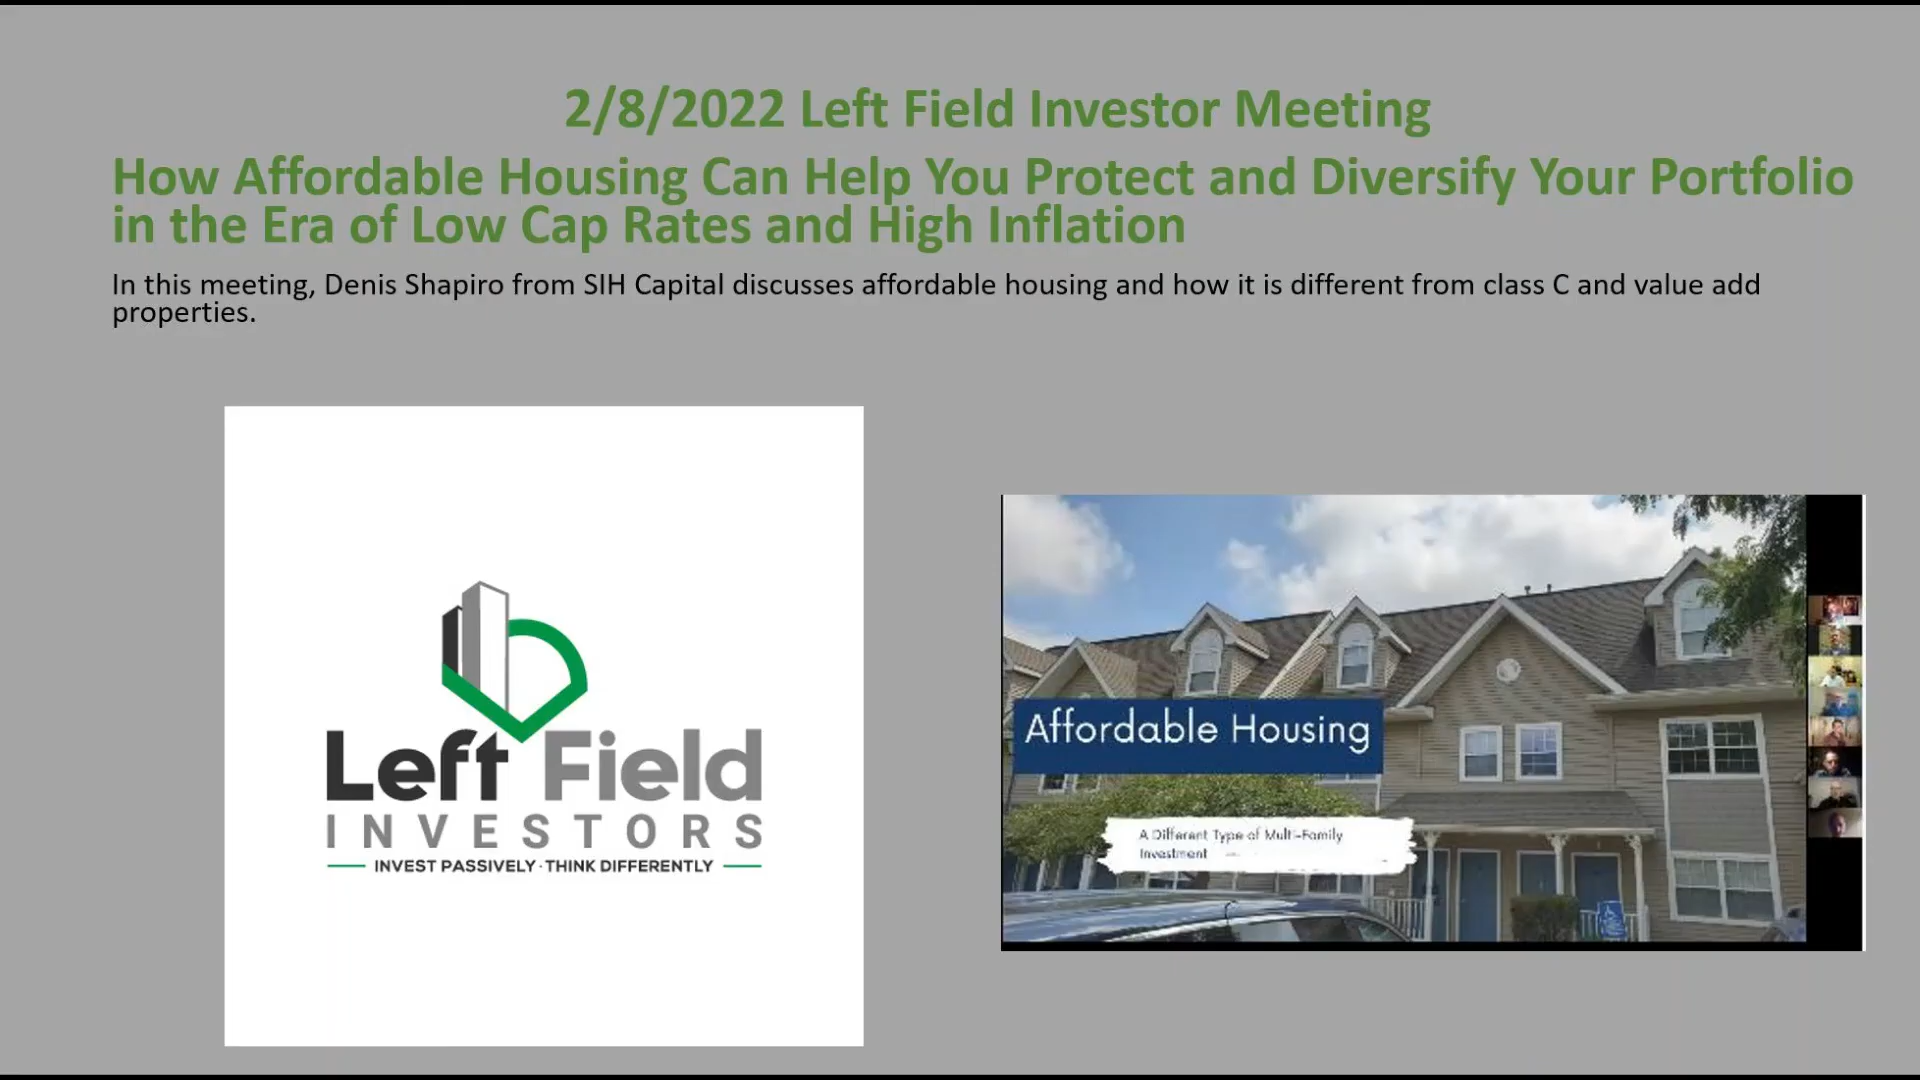 2/8/2022 Left Field Investor Meeting
How Affordable Housing Can Help You Protect and Diversify Your Portfolio
in the Era of Low Cap Rates and High Inflation
In this meeting, Denis Shapiro from SIH Capital discusses affordable housing and how it is different from class C and value add
properties.
Left Field
INVESTORS
INVEST PASSIVELY · THINK DIFFERENTLY
Affordable Housing
A Different Type of Multi-Family
Investment